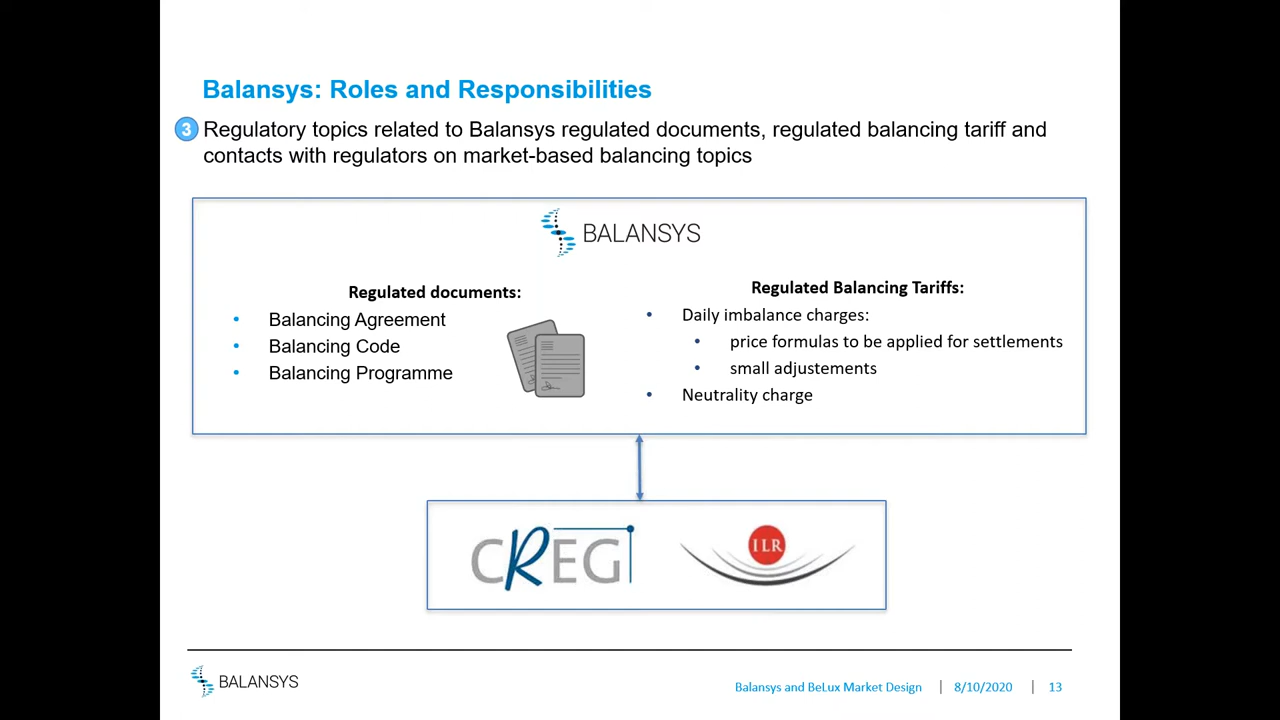 Balansys: Roles and Responsibilities
3
Regulatory topics related to Balansys regulated documents, regulated balancing tariff and
contacts with regulators on market-based balancing topics
BALANSYS
Regulated documents:
• Balancing Agreement
• Balancing Code
• Balancing Programme
Regulated Balancing Tariffs:
• Daily imbalance charges:
• price formulas to be applied for settlements
• small adjustements
• Neutrality charge
CREG
ILR
BALANSYS
Balansys and BeLux Market Design | 8/10/2020 | 13